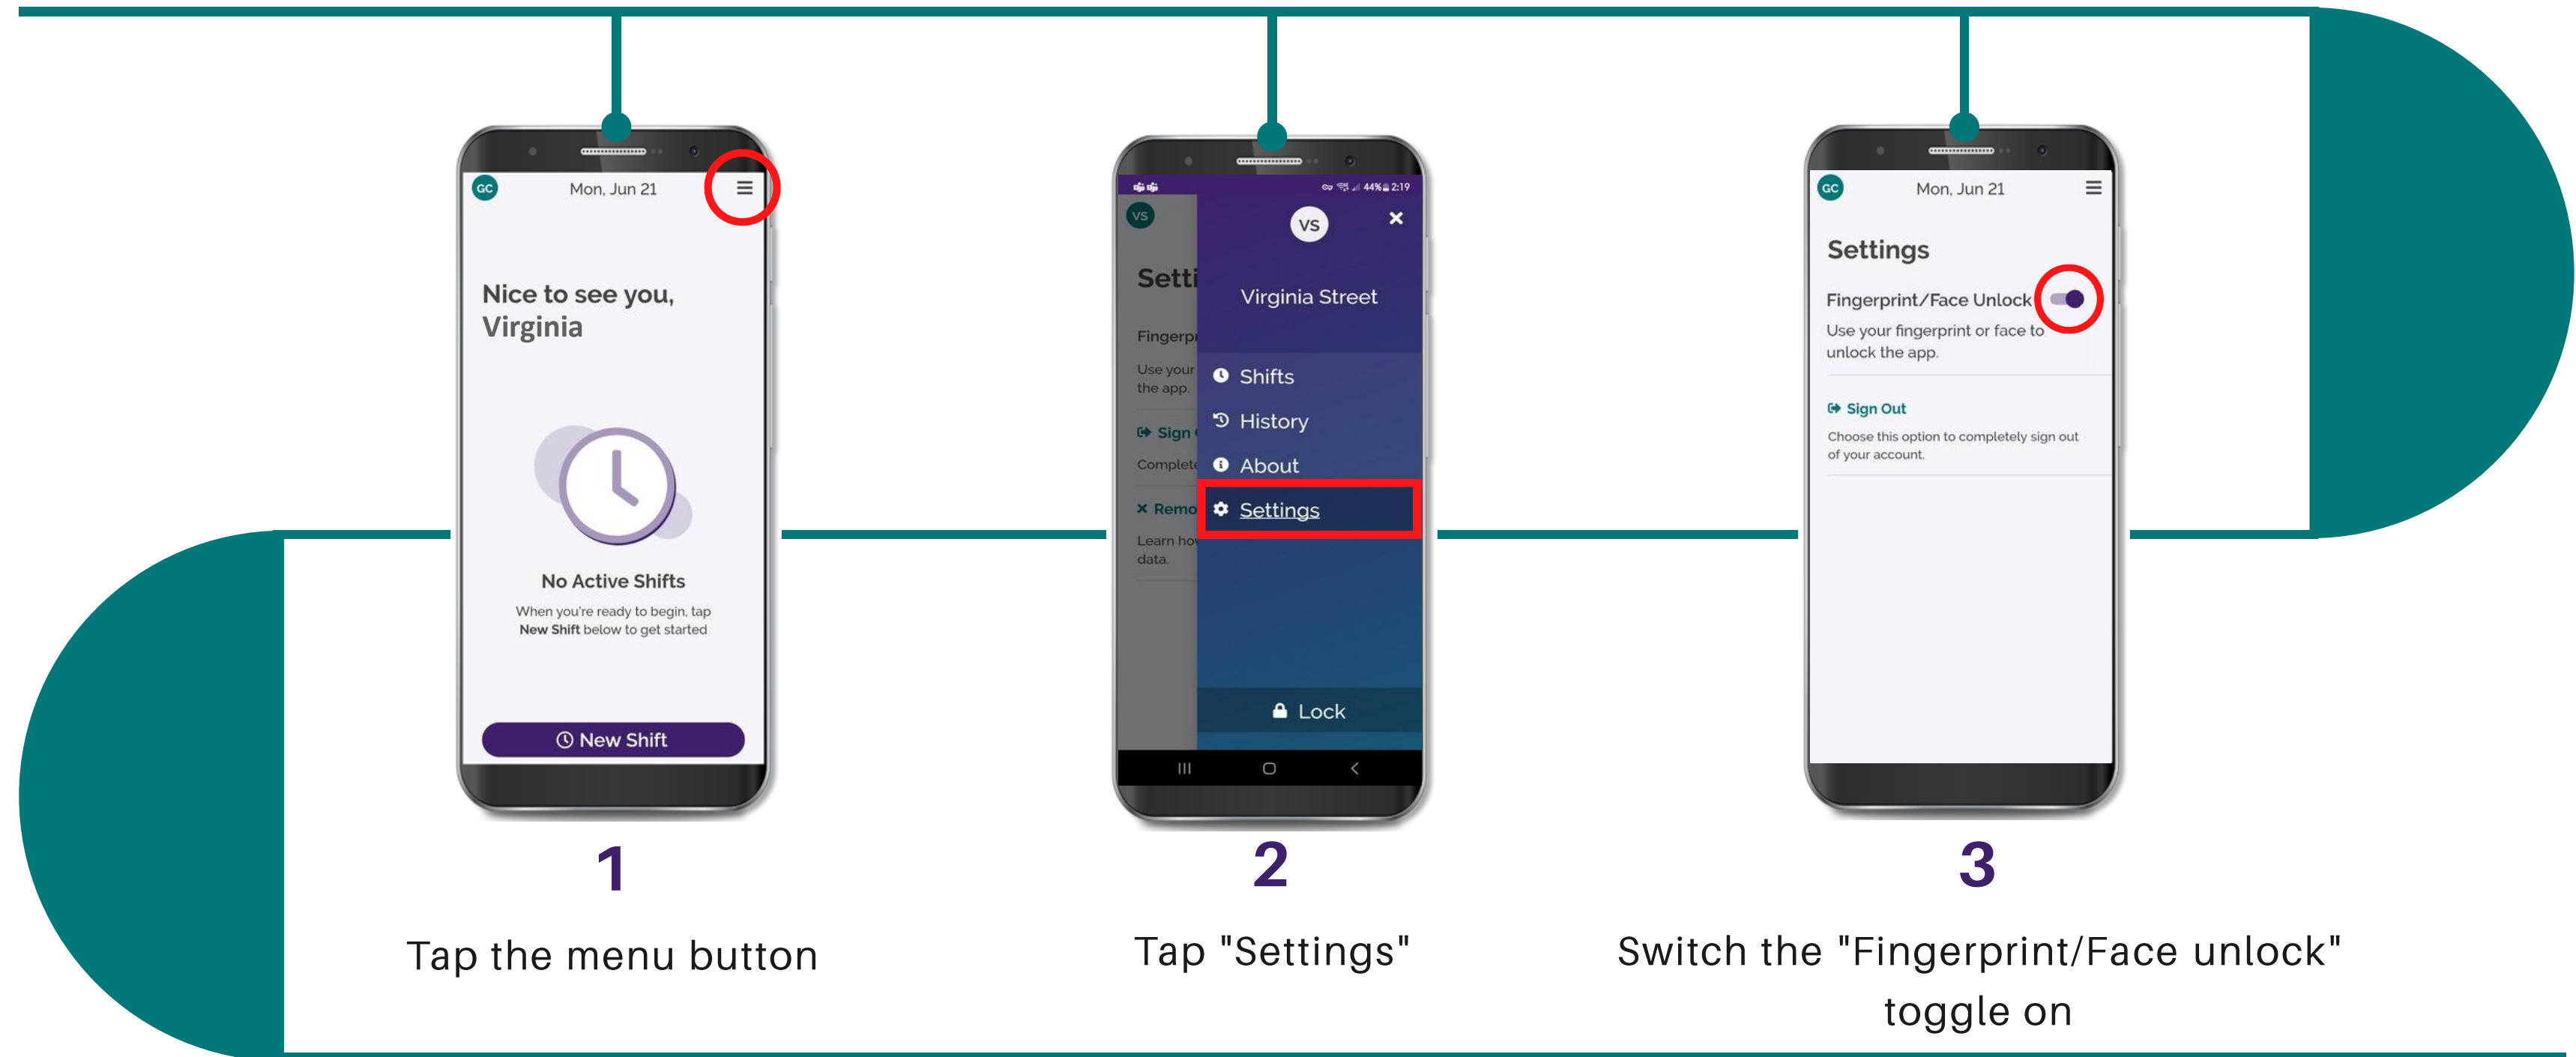 GC
Mon, Jun 21
Nice to see you,
Virginia
No Active Shifts
When you're ready to begin, tap
New Shift below to get started
New Shift
1
Tap the menu button
44% 2:19
VS
VS
Setti
Virginia Street
Fingerpr
Use your
the app.
Shifts
History
Sign
Complete
About
Remo
Settings
Learn how
data.
Lock
2
Tap "Settings"
GC
Mon, Jun 21
Settings
Fingerprint/Face Unlock
Use your fingerprint or face to
unlock the app.
Sign Out
Choose this option to completely sign out
of your account.
3
Switch the "Fingerprint/Face unlock"
toggle on